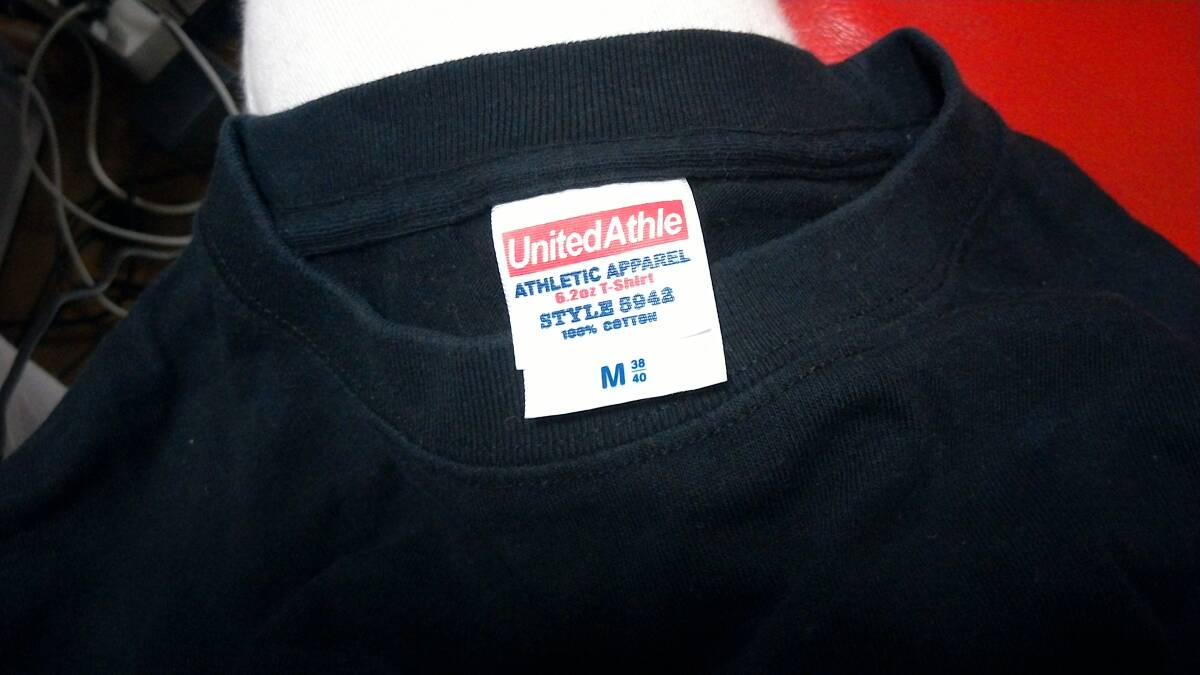 UnitedAthle
ATHLETIC APPAREL
6.2oz T-Shirt
STYLE 5942
100% COTTON
M 38/40